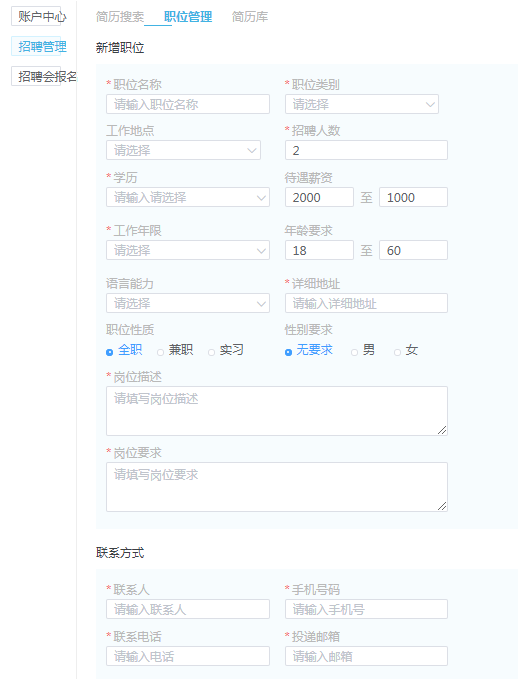 账户中心
招聘管理
招聘会报名
简历搜索 职位管理 简历库
新增职位
* 职位名称 * 职位类别
请输入职位名称 请选择
工作地点 * 招聘人数
请选择 2
* 学历 待遇薪资
请输入请选择 2000 至 1000
* 工作年限 年龄要求
请选择 18 至 60
语言能力 * 详细地址
请选择 请输入详细地址
职位性质 性别要求
全职 兼职 实习 无要求 男 女
* 岗位描述
请填写岗位描述
* 岗位要求
请填写岗位要求
联系方式
* 联系人 * 手机号码
请输入联系人 请输入手机号
* 联系电话 * 投递邮箱
请输入电话 请输入邮箱